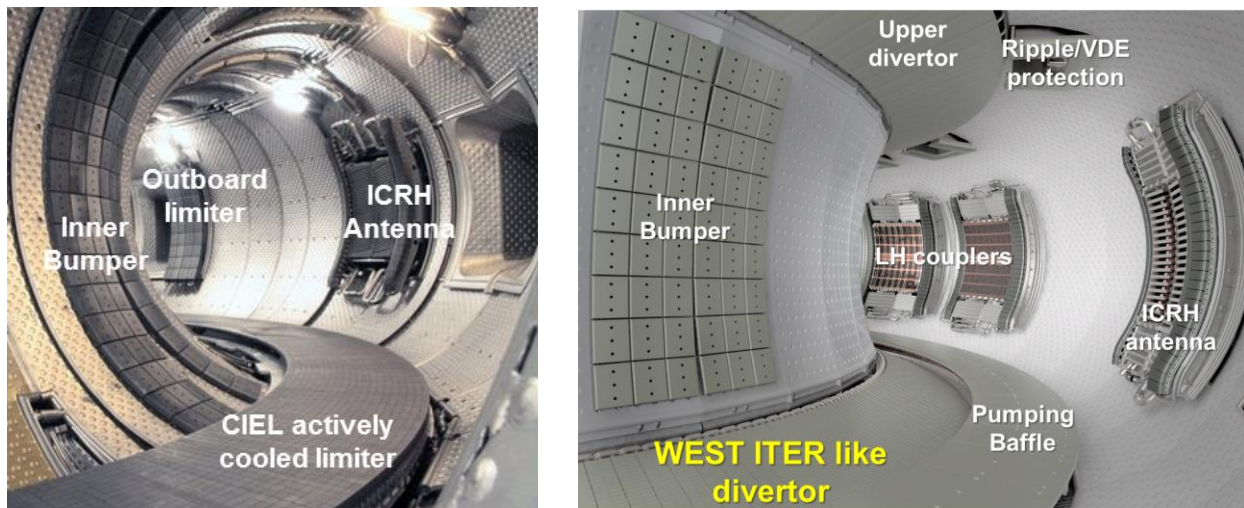 Outboard
limiter
ICRH
Antenna
Inner
Bumper
CIEL actively
cooled limiter
Upper
divertor
Ripple/VDE
protection
Inner
Bumper
LH couplers
ICRH
antenna
Pumping
Baffle
WEST ITER like
divertor